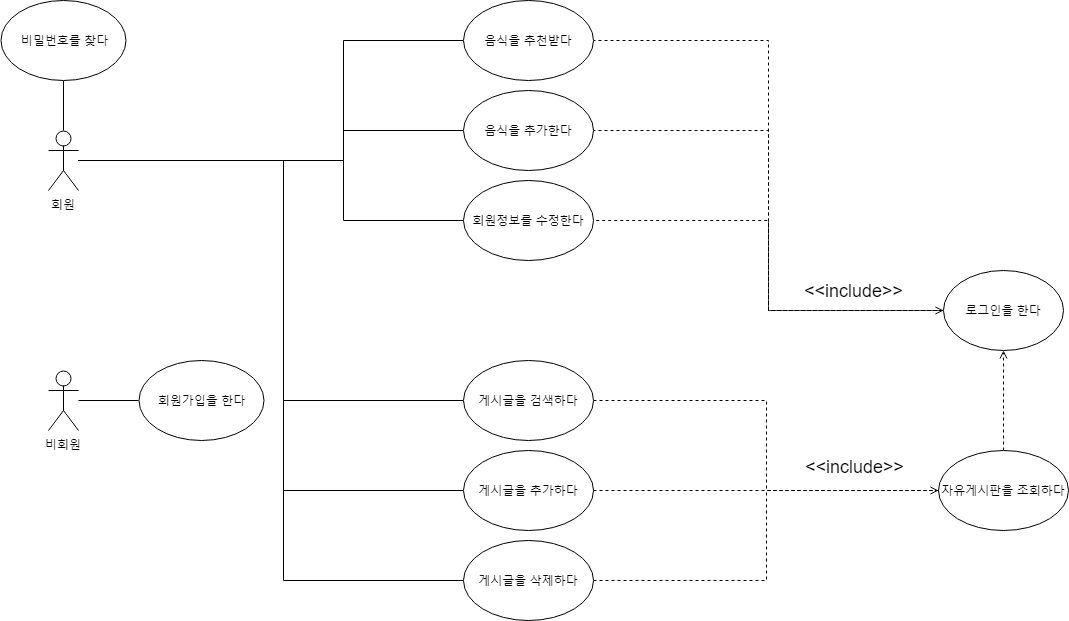 비밀번호를 찾다
음식을 추천받다
음식을 추가한다
회원
회원정보를 수정한다
<<include>>
로그인을 한다
비회원
회원가입을 한다
게시글을 검색하다
<<include>>
게시글을 추가하다
자유게시판을 조회하다
게시글을 삭제하다